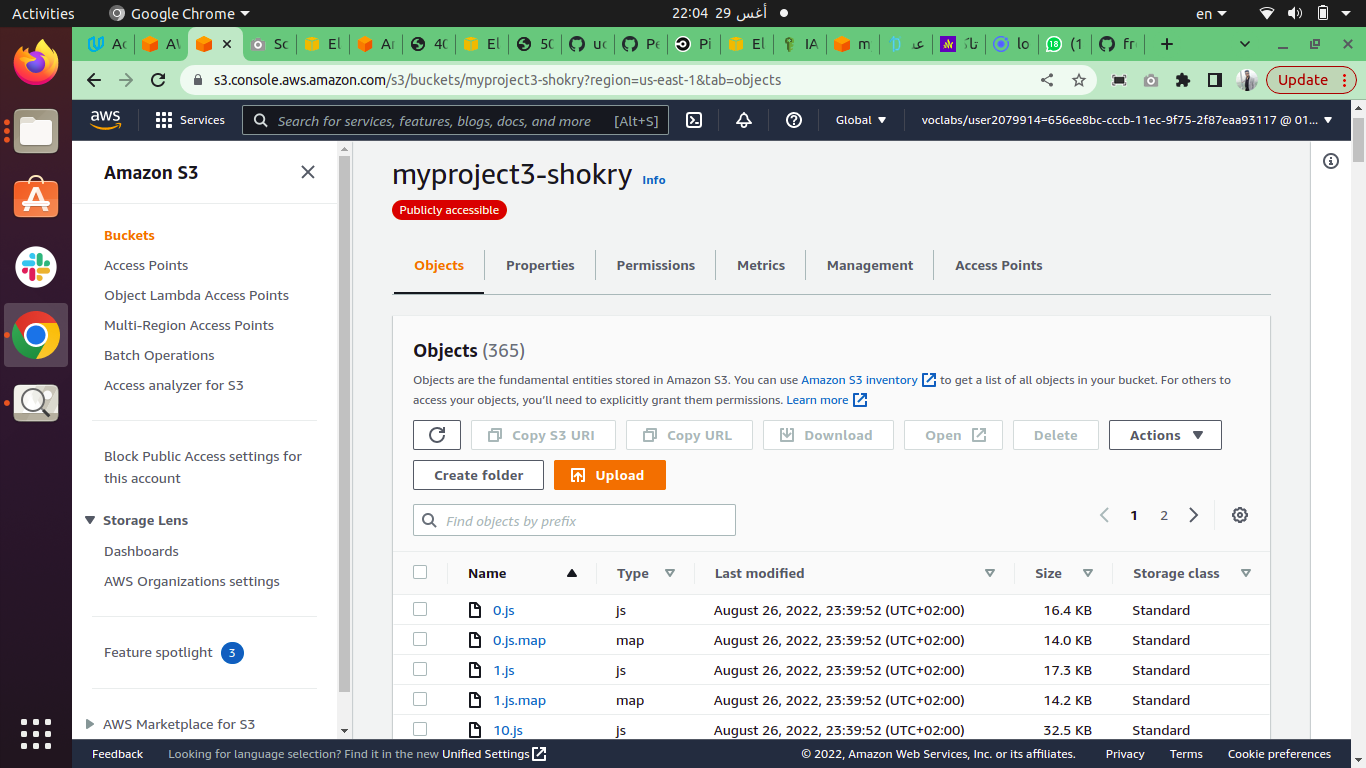 Activities Google Chrome 22:04 29 أغس en
Ac AW Sc El Ar 40 El 50 uc Pe Pi El IA m عن تاک lo (1 fr
s3.console.aws.amazon.com/s3/buckets/myproject3-shokry?region=us-east-1&tab=objects Update
aws Services Search for services, features, blogs, docs, and more [Alt+S] Global voclabs/user2079914=656ee8bc-cccb-11ec-9f75-2f87eaa93117 @ 01...
Amazon S3
Buckets
Access Points
Object Lambda Access Points
Multi-Region Access Points
Batch Operations
Access analyzer for S3
Block Public Access settings for
this account
Storage Lens
Dashboards
AWS Organizations settings
Feature spotlight 3
AWS Marketplace for S3
myproject3-shokry Info
Publicly accessible
Objects Properties Permissions Metrics Management Access Points
Objects (365)
Objects are the fundamental entities stored in Amazon S3. You can use Amazon S3 inventory to get a list of all objects in your bucket. For others to
access your objects, you'll need to explicitly grant them permissions. Learn more
Copy S3 URI Copy URL Download Open Delete Actions
Create folder Upload
Find objects by prefix 1 2
Name Type Last modified Size Storage class
0.js js August 26, 2022, 23:39:52 (UTC+02:00) 16.4 KB Standard
0.js.map map August 26, 2022, 23:39:52 (UTC+02:00) 14.0 KB Standard
1.js js August 26, 2022, 23:39:52 (UTC+02:00) 17.3 KB Standard
1.js.map map August 26, 2022, 23:39:52 (UTC+02:00) 14.2 KB Standard
10.js js August 26, 2022, 23:39:52 (UTC+02:00) 32.5 KB Standard
Feedback Looking for language selection? Find it in the new Unified Settings © 2022, Amazon Web Services, Inc. or its affiliates. Privacy Terms Cookie preferences